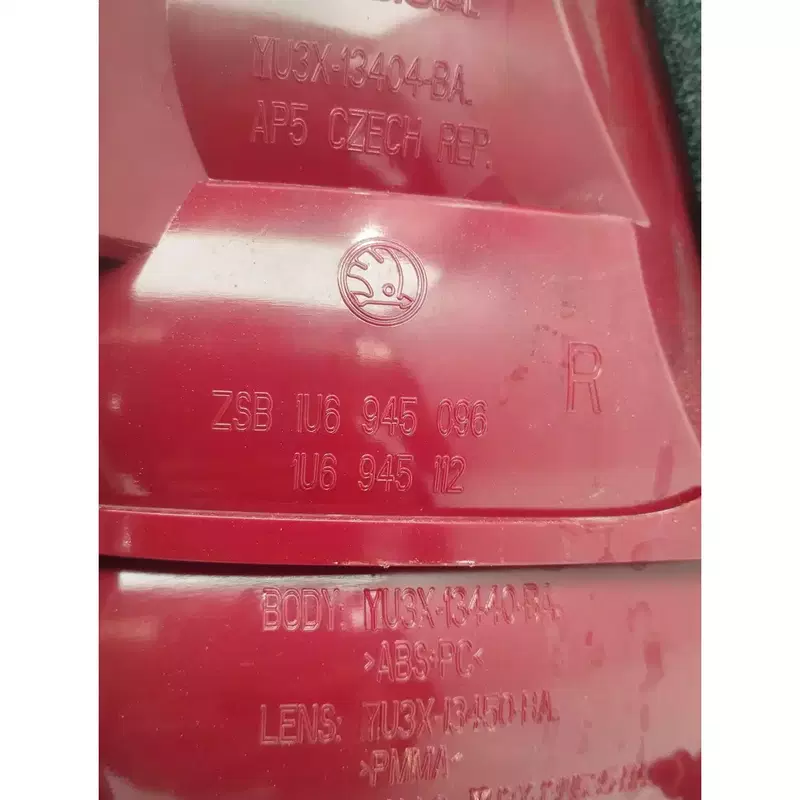 YU3X-13404-BA.
AP5 CZECH REP.
R
ZSB 1U6 945 096
1U6 945 112
BODY: YU3X-13440-BA.
>ABS+PC<
LENS: YU3X-13450-BA.
>PMMA<